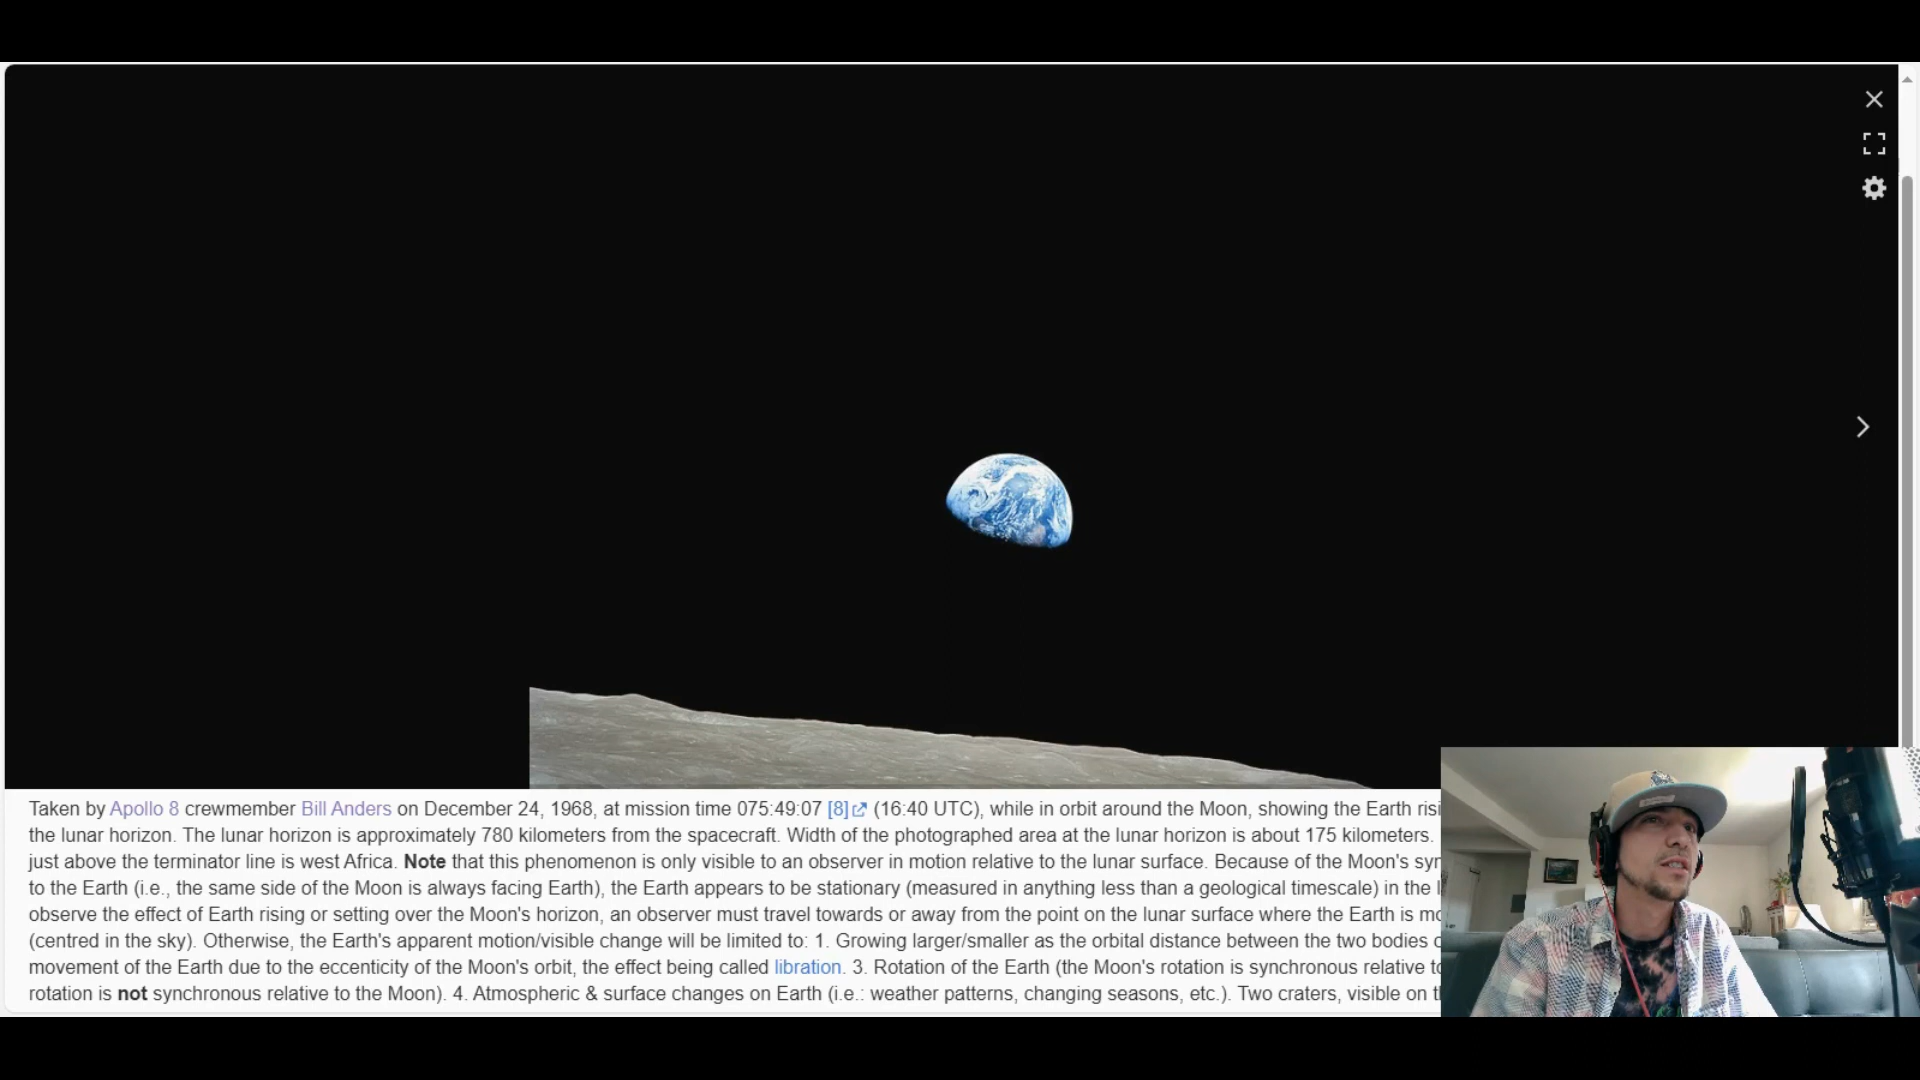 Taken by Apollo 8 crewmember Bill Anders on December 24, 1968, at mission time 075:49:07 [8] (16:40 UTC), while in orbit around the Moon, showing the Earth risi
the lunar horizon. The lunar horizon is approximately 780 kilometers from the spacecraft. Width of the photographed area at the lunar horizon is about 175 kilometers.
just above the terminator line is west Africa. Note that this phenomenon is only visible to an observer in motion relative to the lunar surface. Because of the Moon's syn
to the Earth (i.e., the same side of the Moon is always facing Earth), the Earth appears to be stationary (measured in anything less than a geological timescale) in the l
observe the effect of Earth rising or setting over the Moon's horizon, an observer must travel towards or away from the point on the lunar surface where the Earth is mo
(centred in the sky). Otherwise, the Earth's apparent motion/visible change will be limited to: 1. Growing larger/smaller as the orbital distance between the two bodies c
movement of the Earth due to the eccenticity of the Moon's orbit, the effect being called libration. 3. Rotation of the Earth (the Moon's rotation is synchronous relative to
rotation is not synchronous relative to the Moon). 4. Atmospheric & surface changes on Earth (i.e.: weather patterns, changing seasons, etc.). Two craters, visible on th